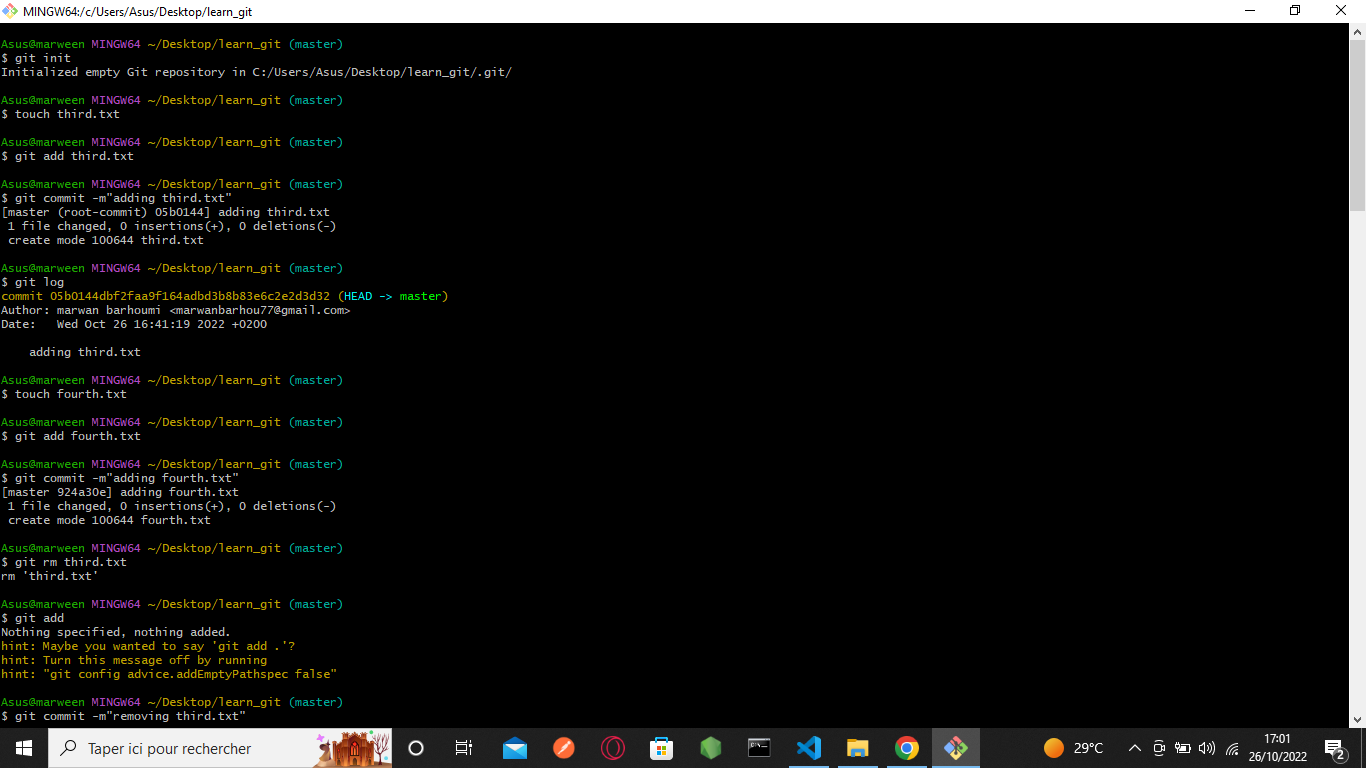 MINGW64:/c/Users/Asus/Desktop/learn_git
Asus@marween MINGW64 ~/Desktop/learn_git (master)
$ git init
Initialized empty Git repository in C:/Users/Asus/Desktop/learn_git/.git/
Asus@marween MINGW64 ~/Desktop/learn_git (master)
$ touch third.txt
Asus@marween MINGW64 ~/Desktop/learn_git (master)
$ git add third.txt
Asus@marween MINGW64 ~/Desktop/learn_git (master)
$ git commit -m"adding third.txt"
[master (root-commit) 05b0144] adding third.txt
 1 file changed, 0 insertions(+), 0 deletions(-)
 create mode 100644 third.txt
Asus@marween MINGW64 ~/Desktop/learn_git (master)
$ git log
commit 05b0144dbf2faa9f164adbd3b8b83e6c2e2d3d32 (HEAD -> master)
Author: marwan barhoumi <marwanbarhou77@gmail.com>
Date:   Wed Oct 26 16:41:19 2022 +0200
    adding third.txt
Asus@marween MINGW64 ~/Desktop/learn_git (master)
$ touch fourth.txt
Asus@marween MINGW64 ~/Desktop/learn_git (master)
$ git add fourth.txt
Asus@marween MINGW64 ~/Desktop/learn_git (master)
$ git commit -m"adding fourth.txt"
[master 924a30e] adding fourth.txt
 1 file changed, 0 insertions(+), 0 deletions(-)
 create mode 100644 fourth.txt
Asus@marween MINGW64 ~/Desktop/learn_git (master)
$ git rm third.txt
rm 'third.txt'
Asus@marween MINGW64 ~/Desktop/learn_git (master)
$ git add
Nothing specified, nothing added.
hint: Maybe you wanted to say 'git add .'?
hint: Turn this message off by running
hint: "git config advice.addEmptyPathspec false"
Asus@marween MINGW64 ~/Desktop/learn_git (master)
$ git commit -m"removing third.txt"
Taper ici pour rechercher
29°C
17:01
26/10/2022
2